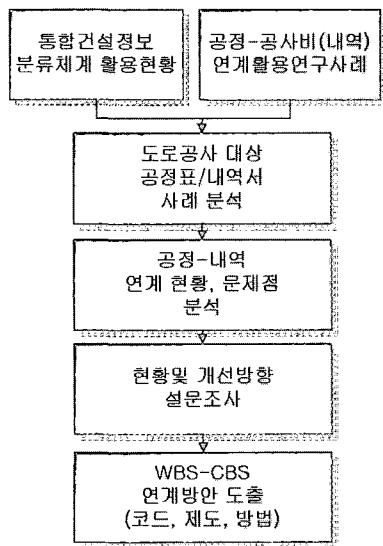 통합건설정보
분류체계 활용현황
공정-공사비(내역)
연계활용연구사례
도로공사 대상
공정표/내역서
사례 분석
공정-내역
연계 현황, 문제점
분석
현황및 개선방향
설문조사
WBS-CBS
연계방안 도출
(코드, 제도, 방법)